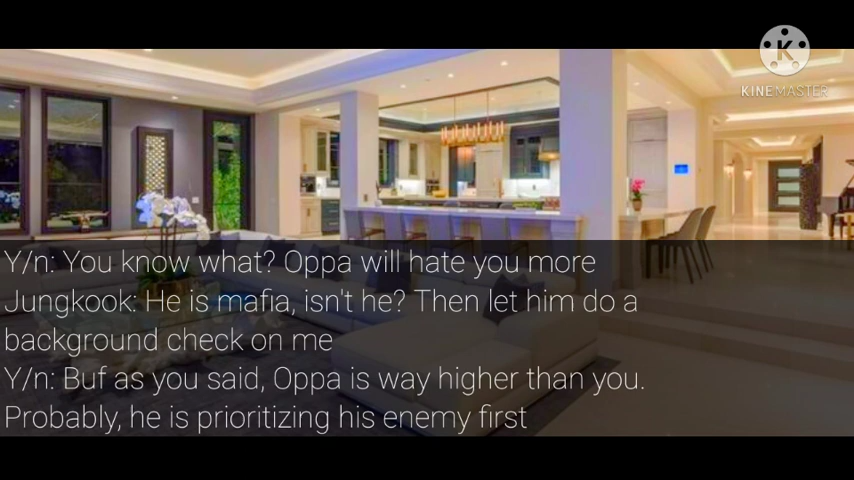 KINEMASTER
Y/n: You know what? Oppa will hate you more
Jungkook: He is mafia, isn't he? Then let him do a
background check on me
Y/n: Buf as you said, Oppa is way higher than you.
Probably, he is prioritizing his enemy first